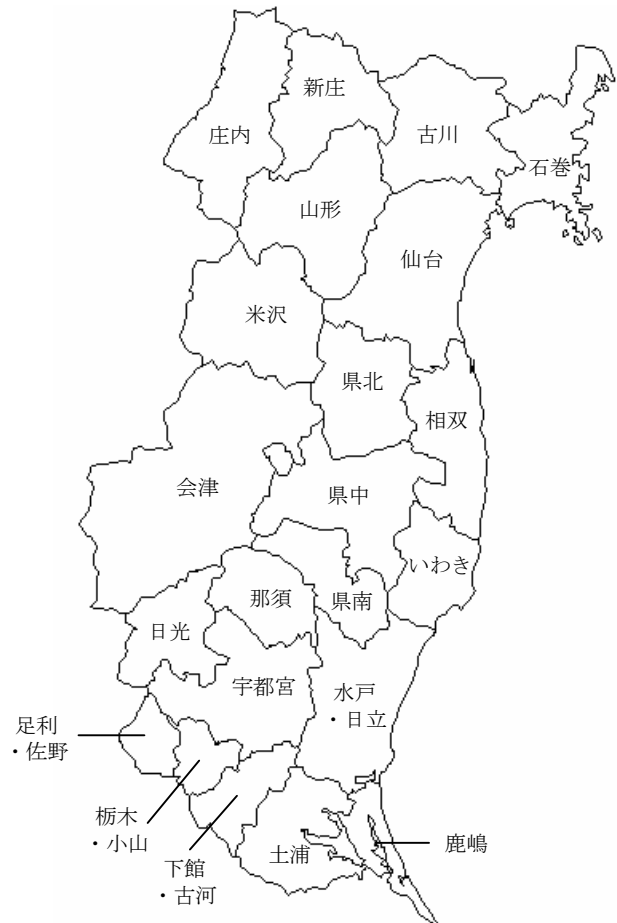 新庄
庄内
古川
石巻
山形
仙台
米沢
県北
相双
会津
県中
いわき
那須
県南
日光
宇都宮
水戸
・日立
足利
・佐野
栃木
・小山
下館
・古河
土浦
鹿嶋